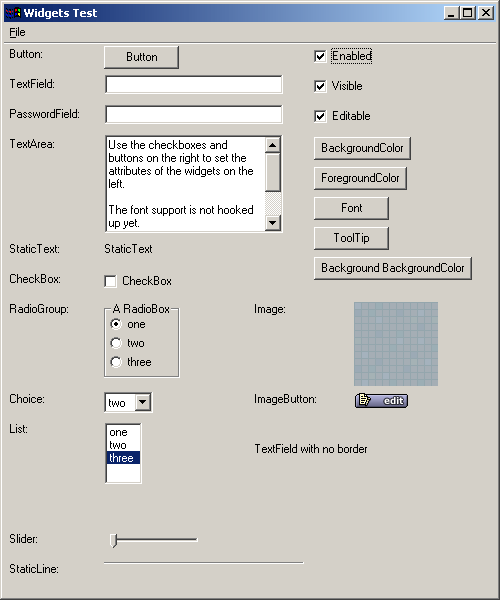 Widgets Test
File
Button:
Button
Enabled
TextField:
Visible
PasswordField:
Editable
TextArea:
Use the checkboxes and
buttons on the right to set the
attributes of the widgets on the
left.
The font support is not hooked
up yet.
BackgroundColor
ForegroundColor
Font
ToolTip
Background BackgroundColor
StaticText:
StaticText
CheckBox:
CheckBox
RadioGroup:
A RadioBox
one
two
three
Image:
Choice:
two
ImageButton:
edit
List:
one
two
three
TextField with no border
Slider:
StaticLine: